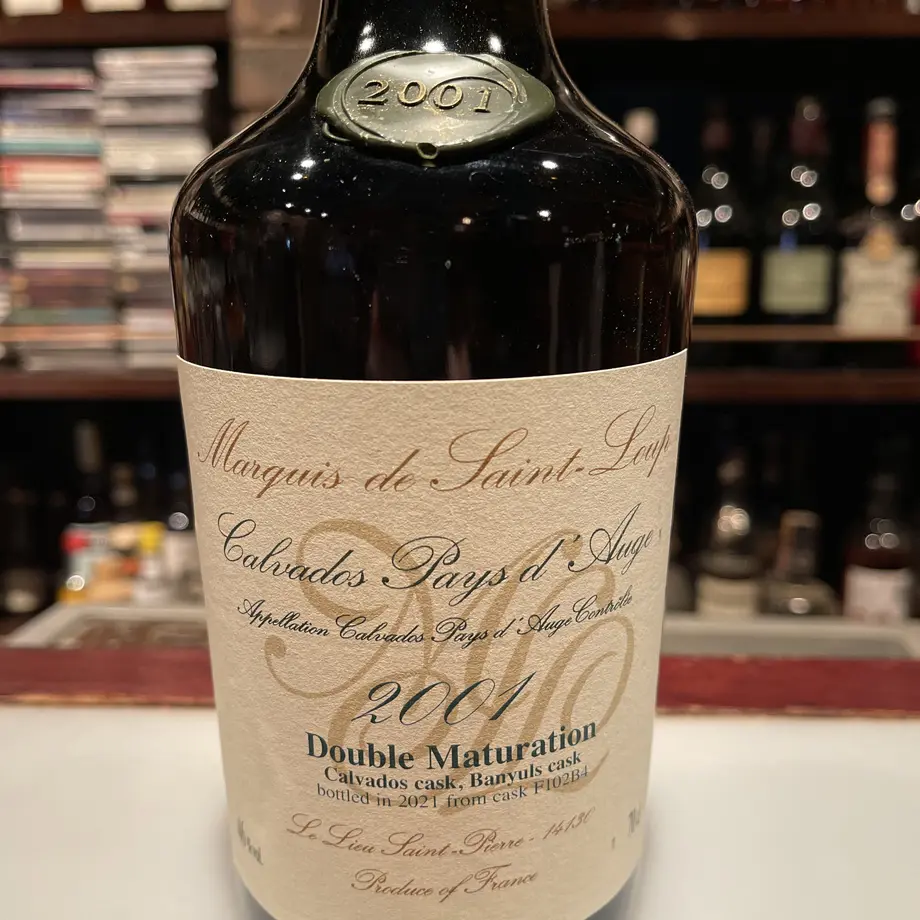 2001
Marquis de Saint-Loup
Calvados Pays d'Auge
Appellation Calvados Pays d'Auge Contrôlée
2001
Double Maturation
Calvados cask, Banyuls cask
bottled in 2021 from cask F102B4
Le Lieu Saint-Pierre - 14130
Produce of France